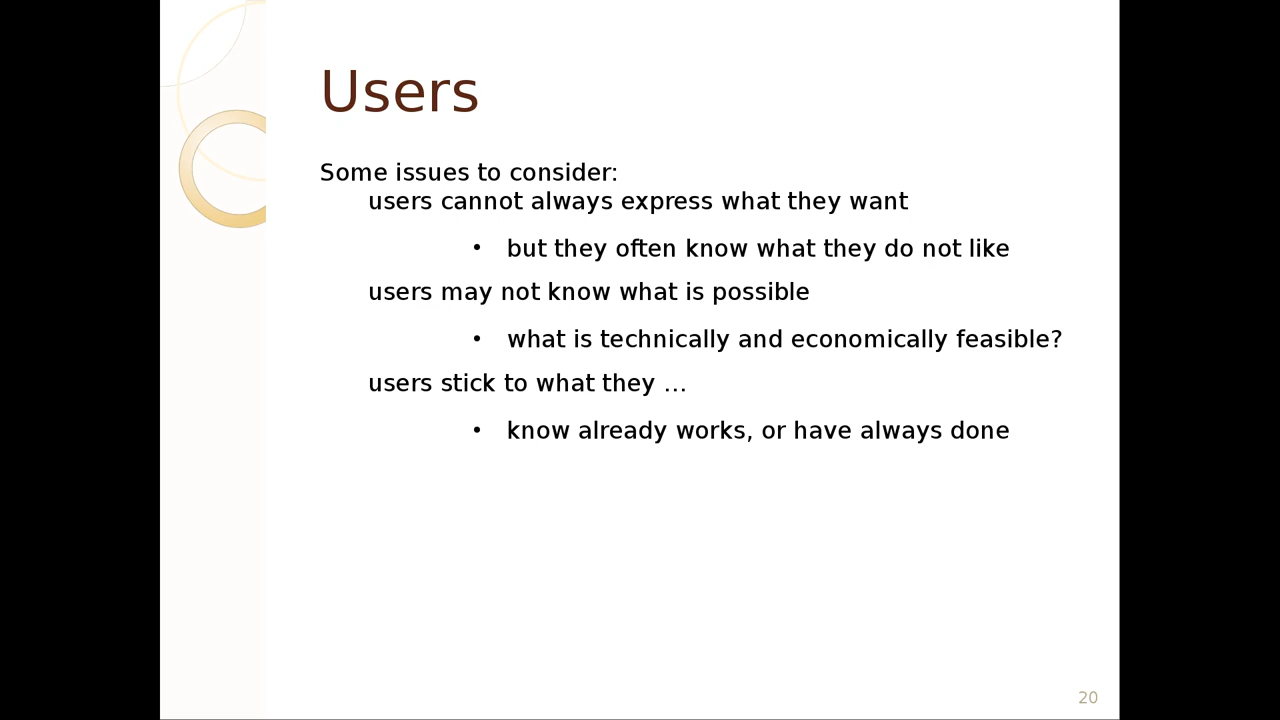 Users
Some issues to consider:
users cannot always express what they want
• but they often know what they do not like
users may not know what is possible
• what is technically and economically feasible?
users stick to what they …
• know already works, or have always done
20